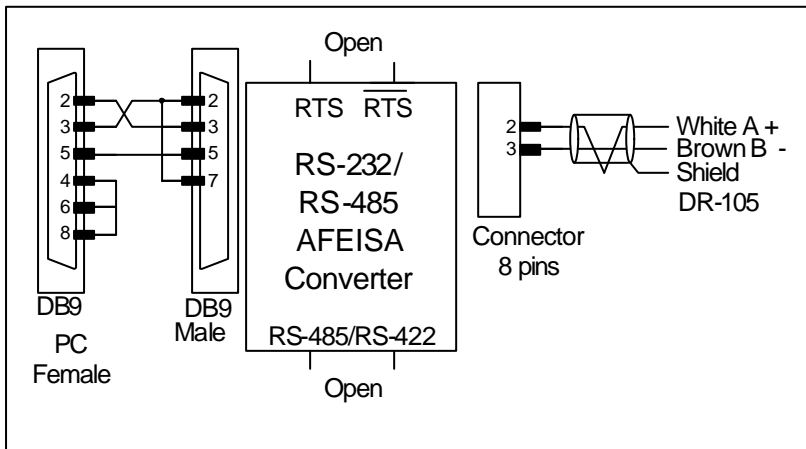 Open
2
3
5
4
6
8
DB9
PC
Female
2
3
5
7
DB9
Male
RTS RTS
RS-232/
RS-485
AFEISA
Converter
RS-485/RS-422
Open
2
3
Connector
8 pins
White A +
Brown B -
Shield
DR-105